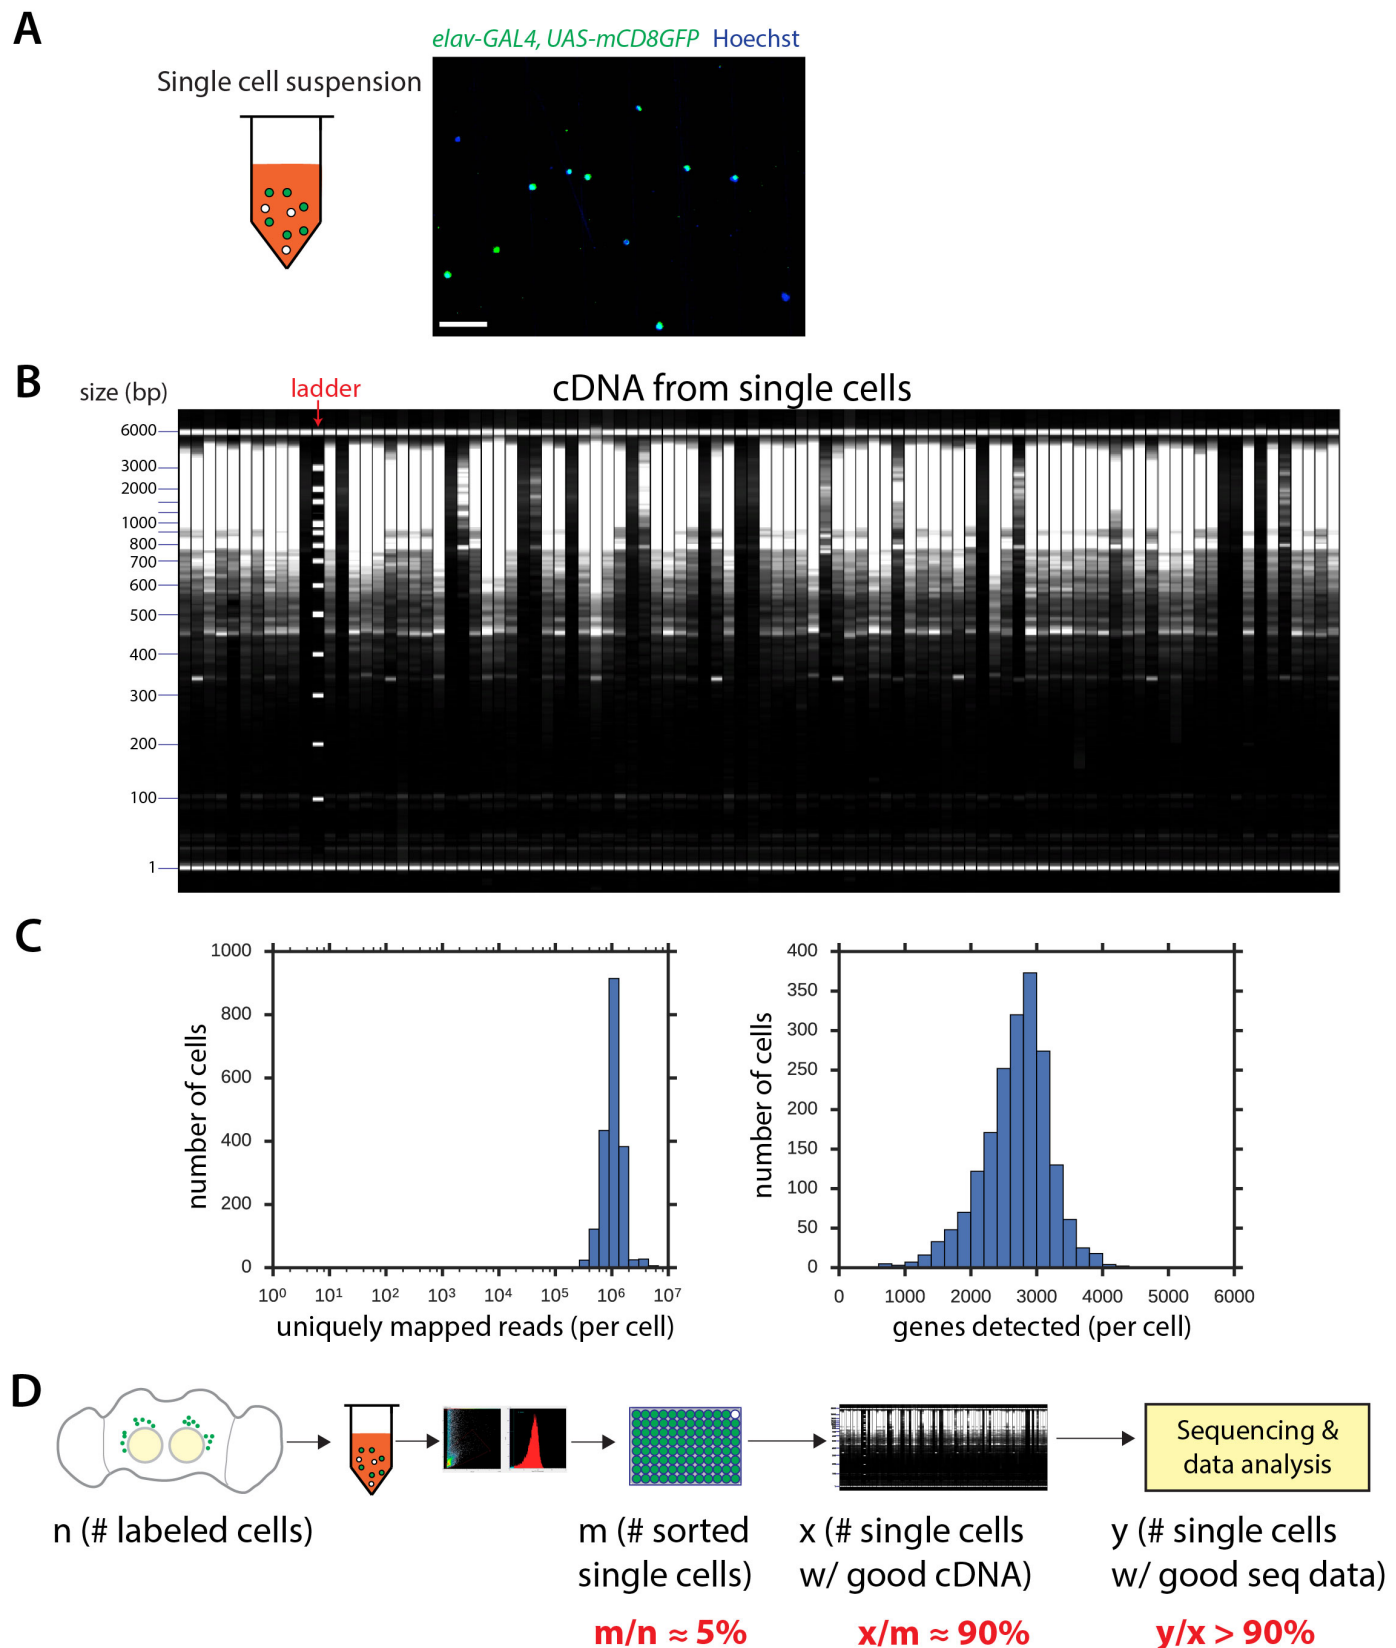 A
elav-GAL4, UAS-mCD8GFP Hoechst
Single cell suspension
B
size (bp)
ladder
cDNA from single cells
6000
3000
2000
1000
800
700
600
500
400
300
200
100
1
C
1000
800
600
400
200
0
number of cells
10⁰ 10¹ 10² 10³ 10⁴ 10⁵ 10⁶ 10⁷
uniquely mapped reads (per cell)
400
350
300
250
200
150
100
50
0
number of cells
0 1000 2000 3000 4000 5000 6000
genes detected (per cell)
D
Sequencing &
data analysis
n (# labeled cells)
m (# sorted
single cells)
m/n ≈ 5%
x (# single cells
w/ good cDNA)
x/m ≈ 90%
y (# single cells
w/ good seq data)
y/x > 90%